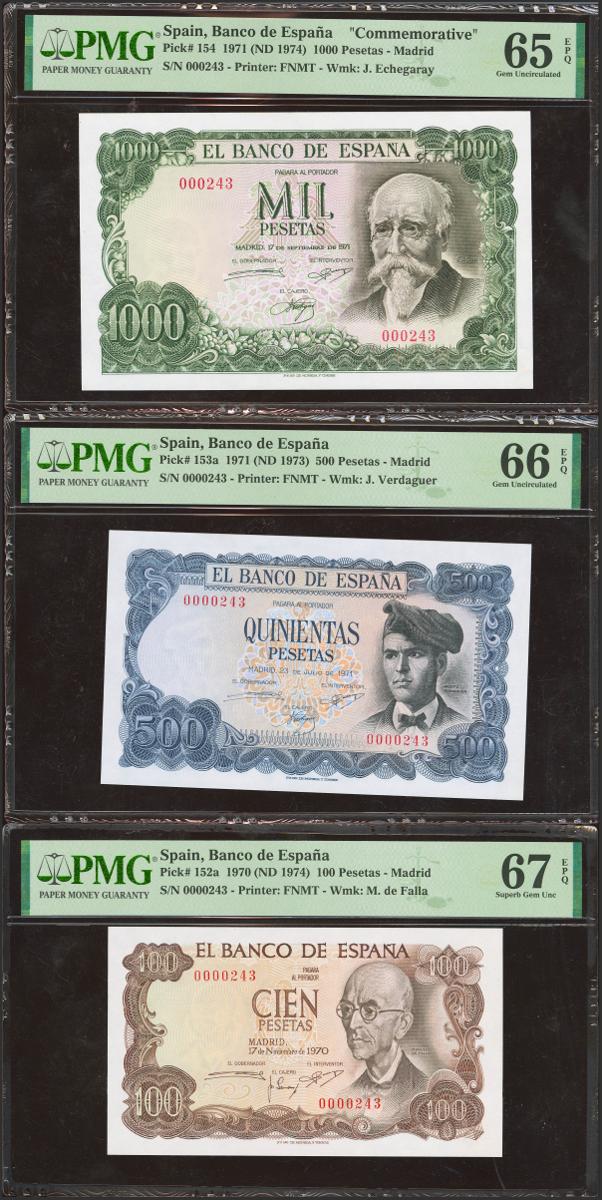 PMG®
PAPER MONEY GUARANTY
Spain, Banco de España "Commemorative"
Pick# 154 1971 (ND 1974) 1000 Pesetas - Madrid
S/N 000243 - Printer: FNMT - Wmk: J. Echegaray
65 EPQ
Gem Uncirculated
1000 1000
EL BANCO DE ESPAÑA
PAGARA AL PORTADOR
000243
MIL
PESETAS
MADRID, 17 DE SEPTIEMBRE DE 1971
EL GOBERNADOR EL INTERVENTOR
EL CAJERO
1000
000243
PMG®
PAPER MONEY GUARANTY
Spain, Banco de España
Pick# 153a 1971 (ND 1973) 500 Pesetas - Madrid
S/N 0000243 - Printer: FNMT - Wmk: J. Verdaguer
66 EPQ
Gem Uncirculated
EL BANCO DE ESPAÑA
500
0000243
PAGARA AL PORTADOR
QUINIENTAS
PESETAS
MADRID, 23 DE JULIO DE 1971
EL GOBERNADOR EL INTERVENTOR,
EL CAJERO
500
0000243
500
PMG®
PAPER MONEY GUARANTY
Spain, Banco de España
Pick# 152a 1970 (ND 1974) 100 Pesetas - Madrid
S/N 0000243 - Printer: FNMT - Wmk: M. de Falla
67 EPQ
Superb Gem Unc
EL BANCO DE ESPAÑA
100 100
0000243
PAGARA
AL PORTADOR
CIEN
PESETAS
MADRID,
17 de Noviembre de 1970
EL GOBERNADOR EL INTERVENTOR
EL CAJERO
100
0000243
100